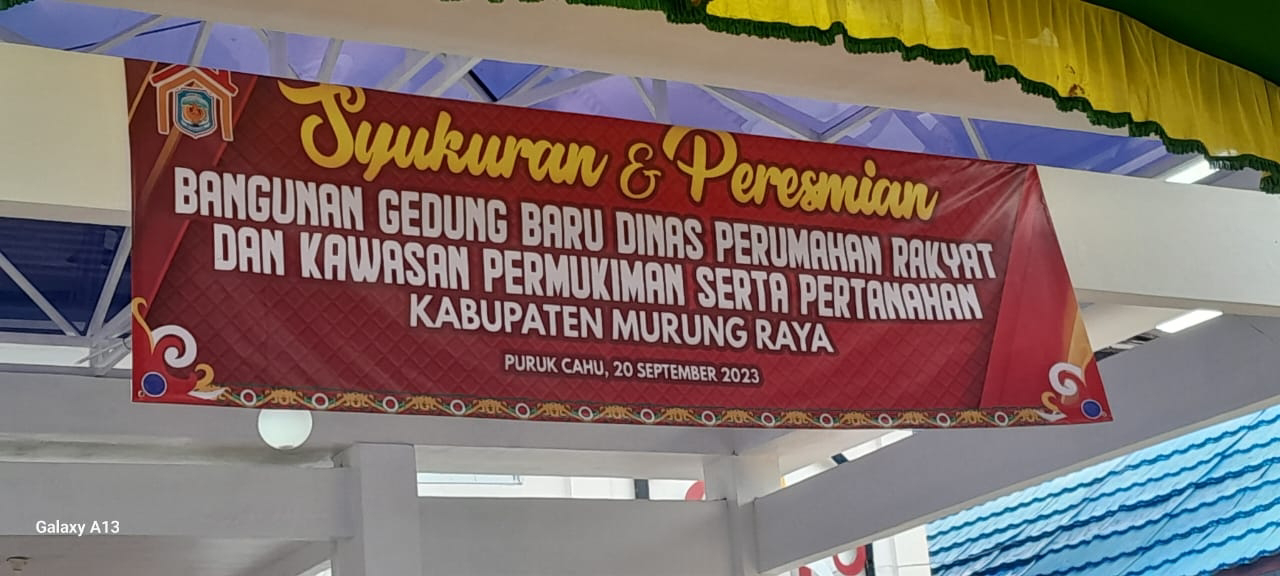 Syukuran & Peresmian
BANGUNAN GEDUNG BARU DINAS PERUMAHAN RAKYAT
DAN KAWASAN PERMUKIMAN SERTA PERTANAHAN
KABUPATEN MURUNG RAYA
PURUK CAHU, 20 SEPTEMBER 2023
Galaxy A13